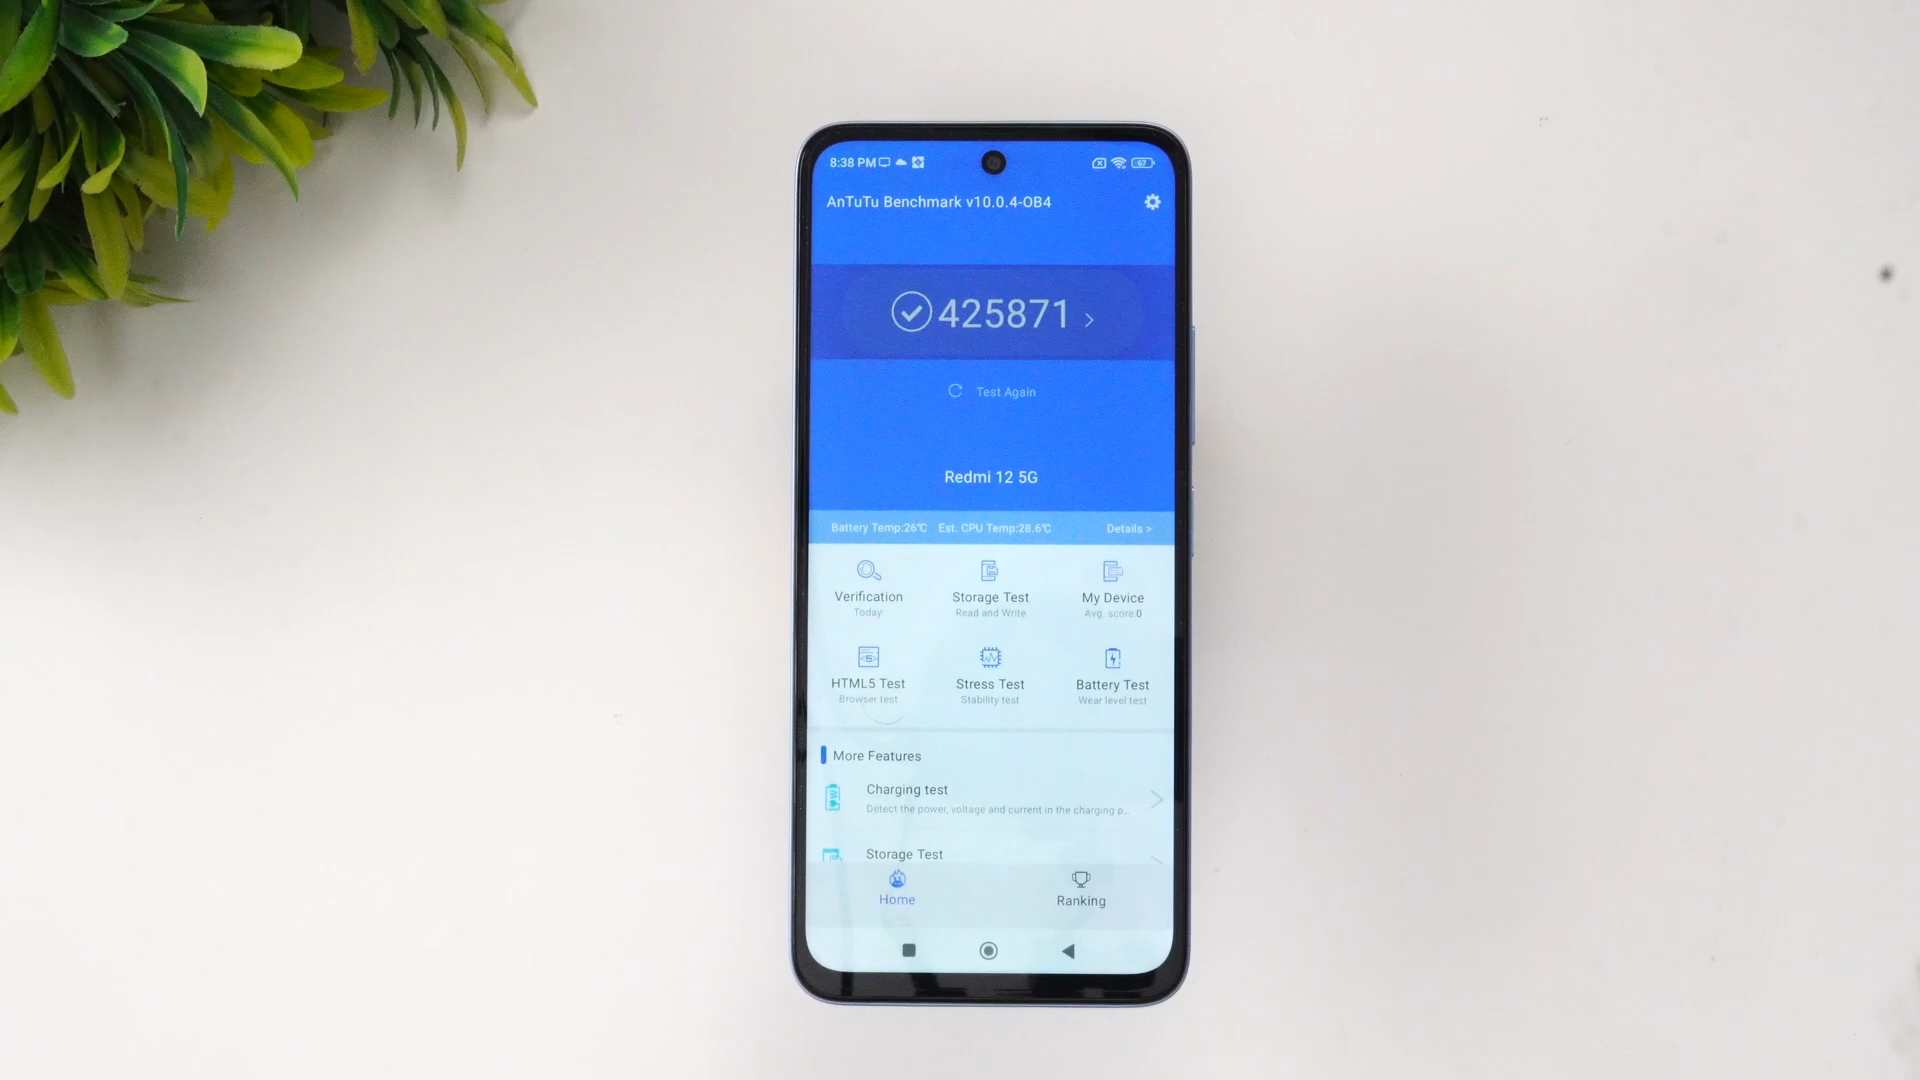 8:38 PM 67
AnTuTu Benchmark v10.0.4-OB4
425871 >
Test Again
Redmi 12 5G
Battery Temp:26℃ Est. CPU Temp:28.6℃ Details >
Verification Storage Test My Device
Today: Read and Write Avg. score:0
HTML5 Test Stress Test Battery Test
Browser test Stability test Wear level test
More Features
Charging test
Detect the power, voltage and current in the charging p...
Storage Test
Home Ranking